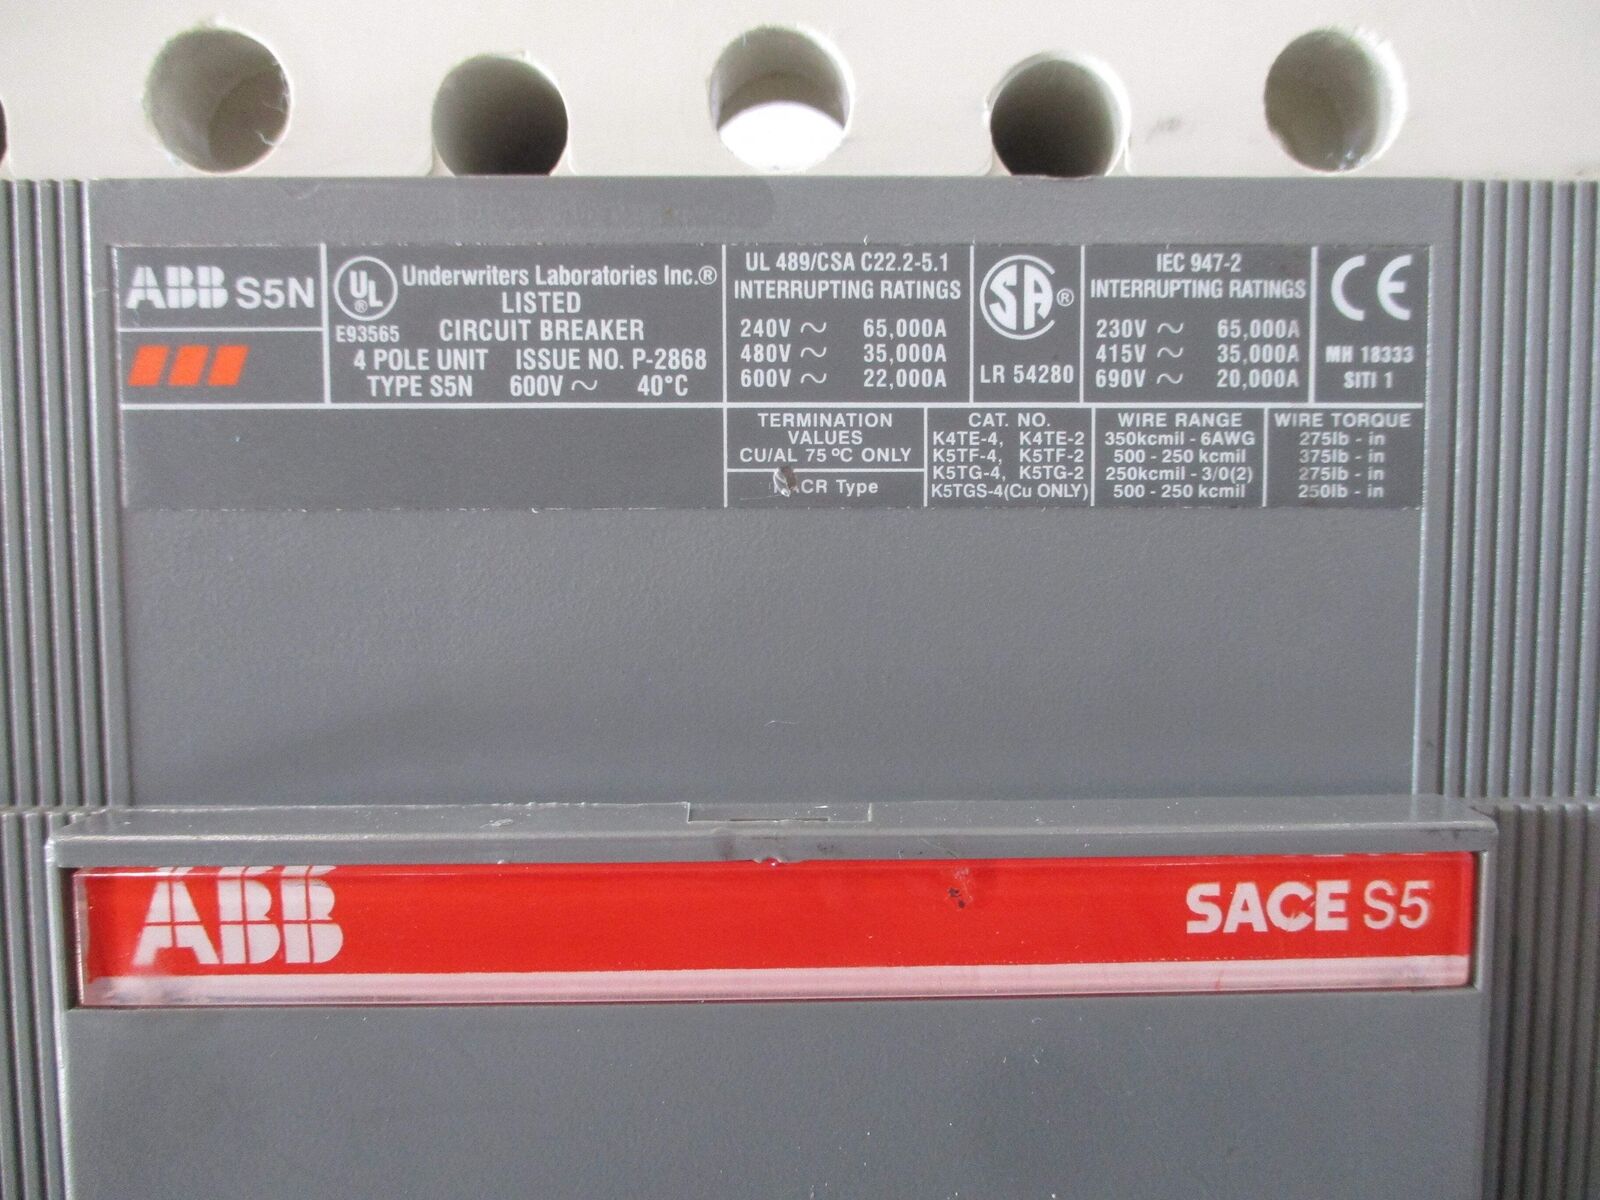 ABB S5N
UL ®
E93565
Underwriters Laboratories Inc.®
LISTED
CIRCUIT BREAKER
4 POLE UNIT ISSUE NO. P-2868
TYPE S5N 600V ~ 40°C
UL 489/CSA C22.2-5.1
INTERRUPTING RATINGS
240V ~ 65,000A
480V ~ 35,000A
600V ~ 22,000A
SA ®
LR 54280
IEC 947-2
INTERRUPTING RATINGS
230V ~ 65,000A
415V ~ 35,000A
690V ~ 20,000A
CE
MH 18333
SITI 1
TERMINATION
VALUES
CU/AL 75 °C ONLY
Type
CAT. NO.
K4TE-4, K4TE-2
K5TF-4, K5TF-2
K5TG-4, K5TG-2
K5TGS-4(Cu ONLY)
WIRE RANGE
350kcmil - 6AWG
500 - 250 kcmil
250kcmil - 3/0(2)
500 - 250 kcmil
WIRE TORQUE
275lb - in
375lb - in
275lb - in
250lb - in
ABB
SACE S5